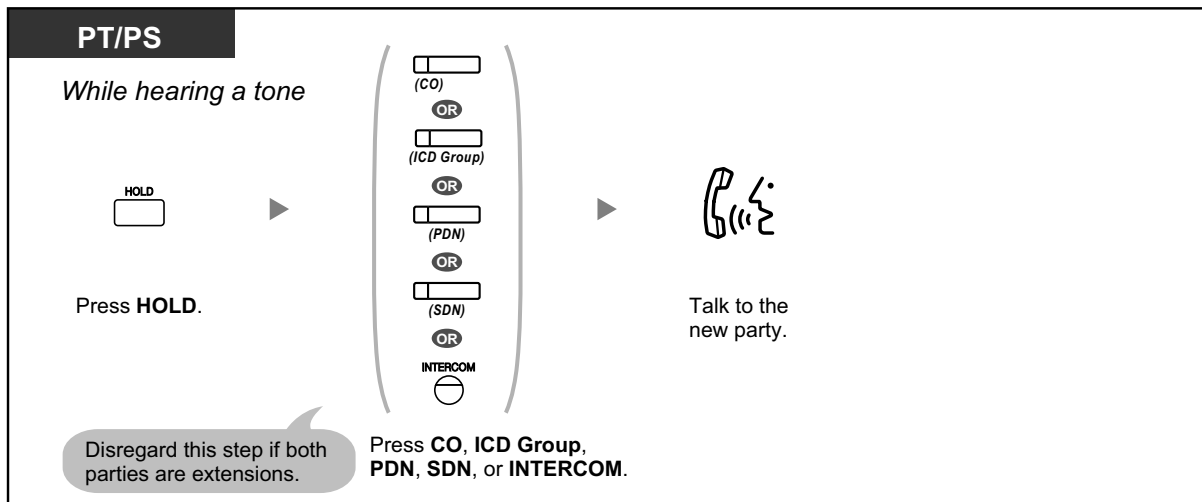 PT/PS
While hearing a tone
HOLD
Press HOLD.
(CO)
OR
(ICD Group)
OR
(PDN)
OR
(SDN)
OR
INTERCOM
Disregard this step if both
parties are extensions.
Press CO, ICD Group,
PDN, SDN, or INTERCOM.
Talk to the
new party.